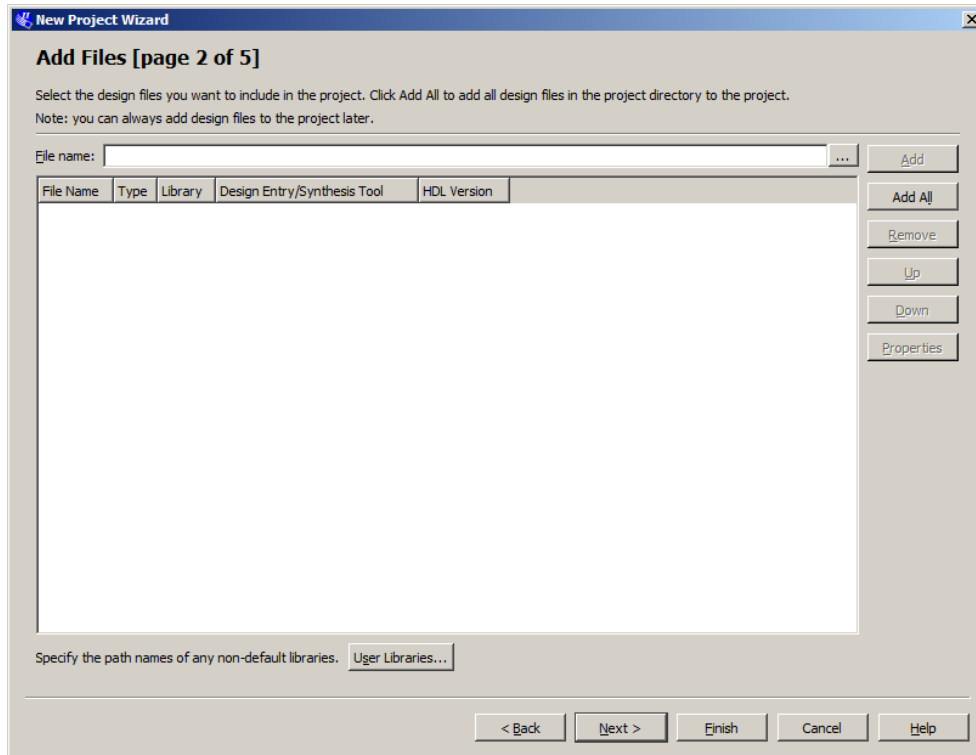 New Project Wizard
Add Files [page 2 of 5]
Select the design files you want to include in the project. Click Add All to add all design files in the project directory to the project.
Note: you can always add design files to the project later.
File name: ... Add
File Name Type Library Design Entry/Synthesis Tool HDL Version
Add All
Remove
Up
Down
Properties
Specify the path names of any non-default libraries. User Libraries...
< Back Next > Finish Cancel Help